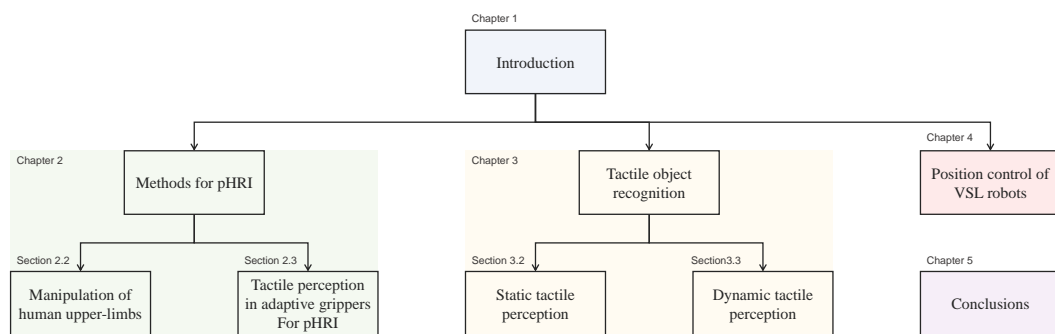 Chapter 1
Introduction
Chapter 2
Methods for pHRI
Chapter 3
Tactile object
recognition
Chapter 4
Position control of
VSL robots
Section 2.2
Manipulation of
human upper-limbs
Section 2.3
Tactile perception
in adaptive grippers
For pHRI
Section 3.2
Static tactile
perception
Section3.3
Dynamic tactile
perception
Chapter 5
Conclusions